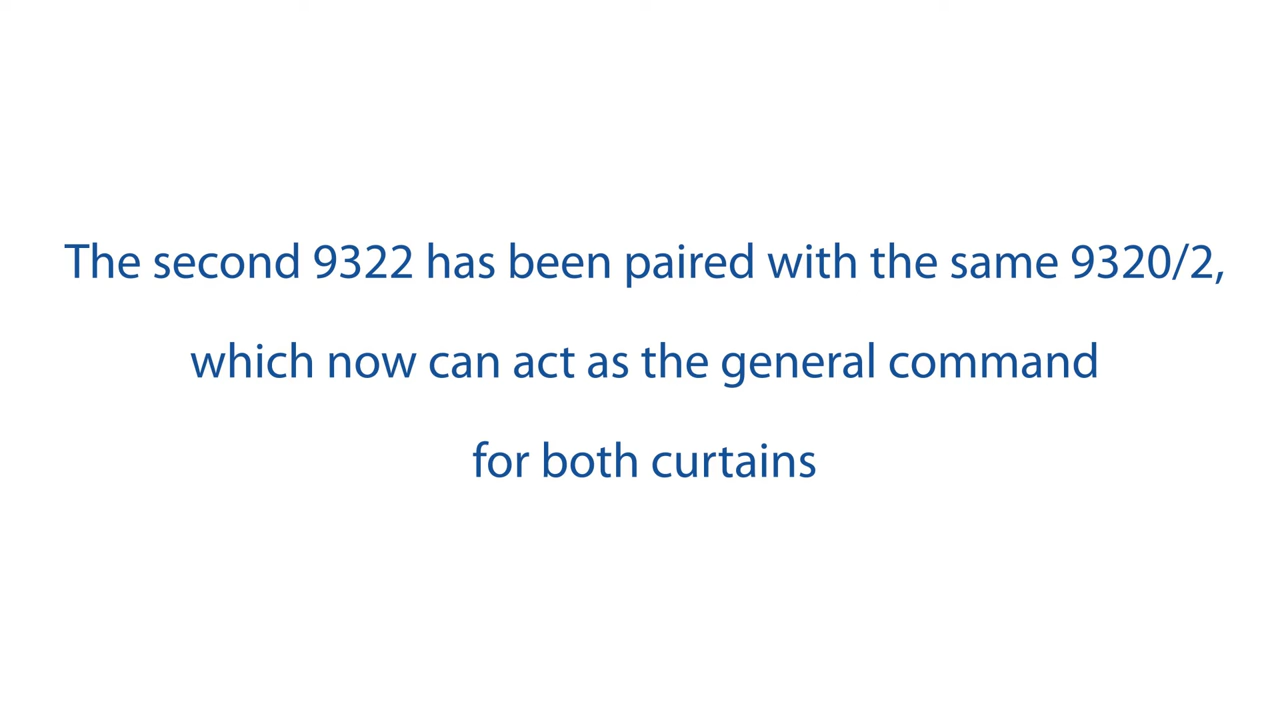 The second 9322 has been paired with the same 9320/2,
which now can act as the general command
for both curtains